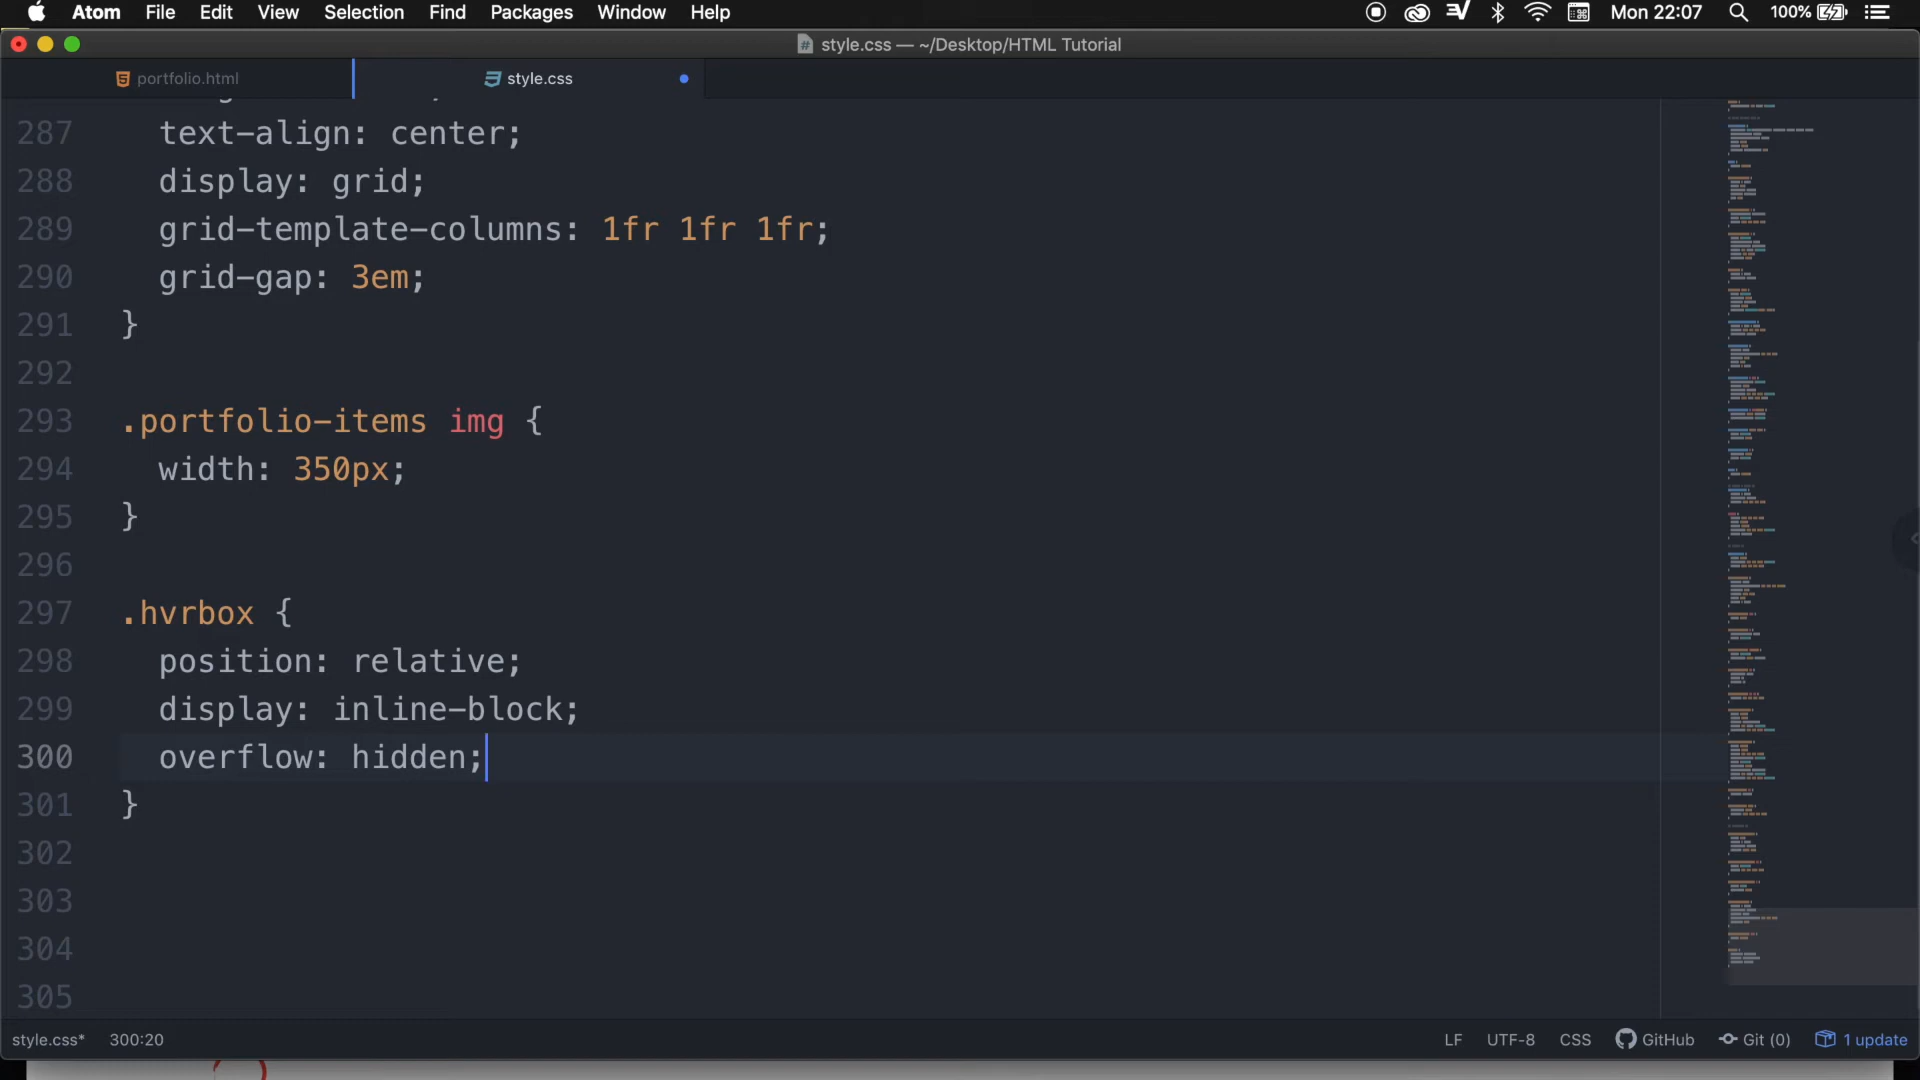 Atom File Edit View Selection Find Packages Window Help Mon 22:07 100%
style.css — ~/Desktop/HTML Tutorial
portfolio.html style.css
287 text-align: center;
288 display: grid;
289 grid-template-columns: 1fr 1fr 1fr;
290 grid-gap: 3em;
291 }
292
293 .portfolio-items img {
294 width: 350px;
295 }
296
297 .hvrbox {
298 position: relative;
299 display: inline-block;
300 overflow: hidden;
301 }
302
303
304
305
style.css* 300:20 LF UTF-8 CSS GitHub Git (0) 1 update